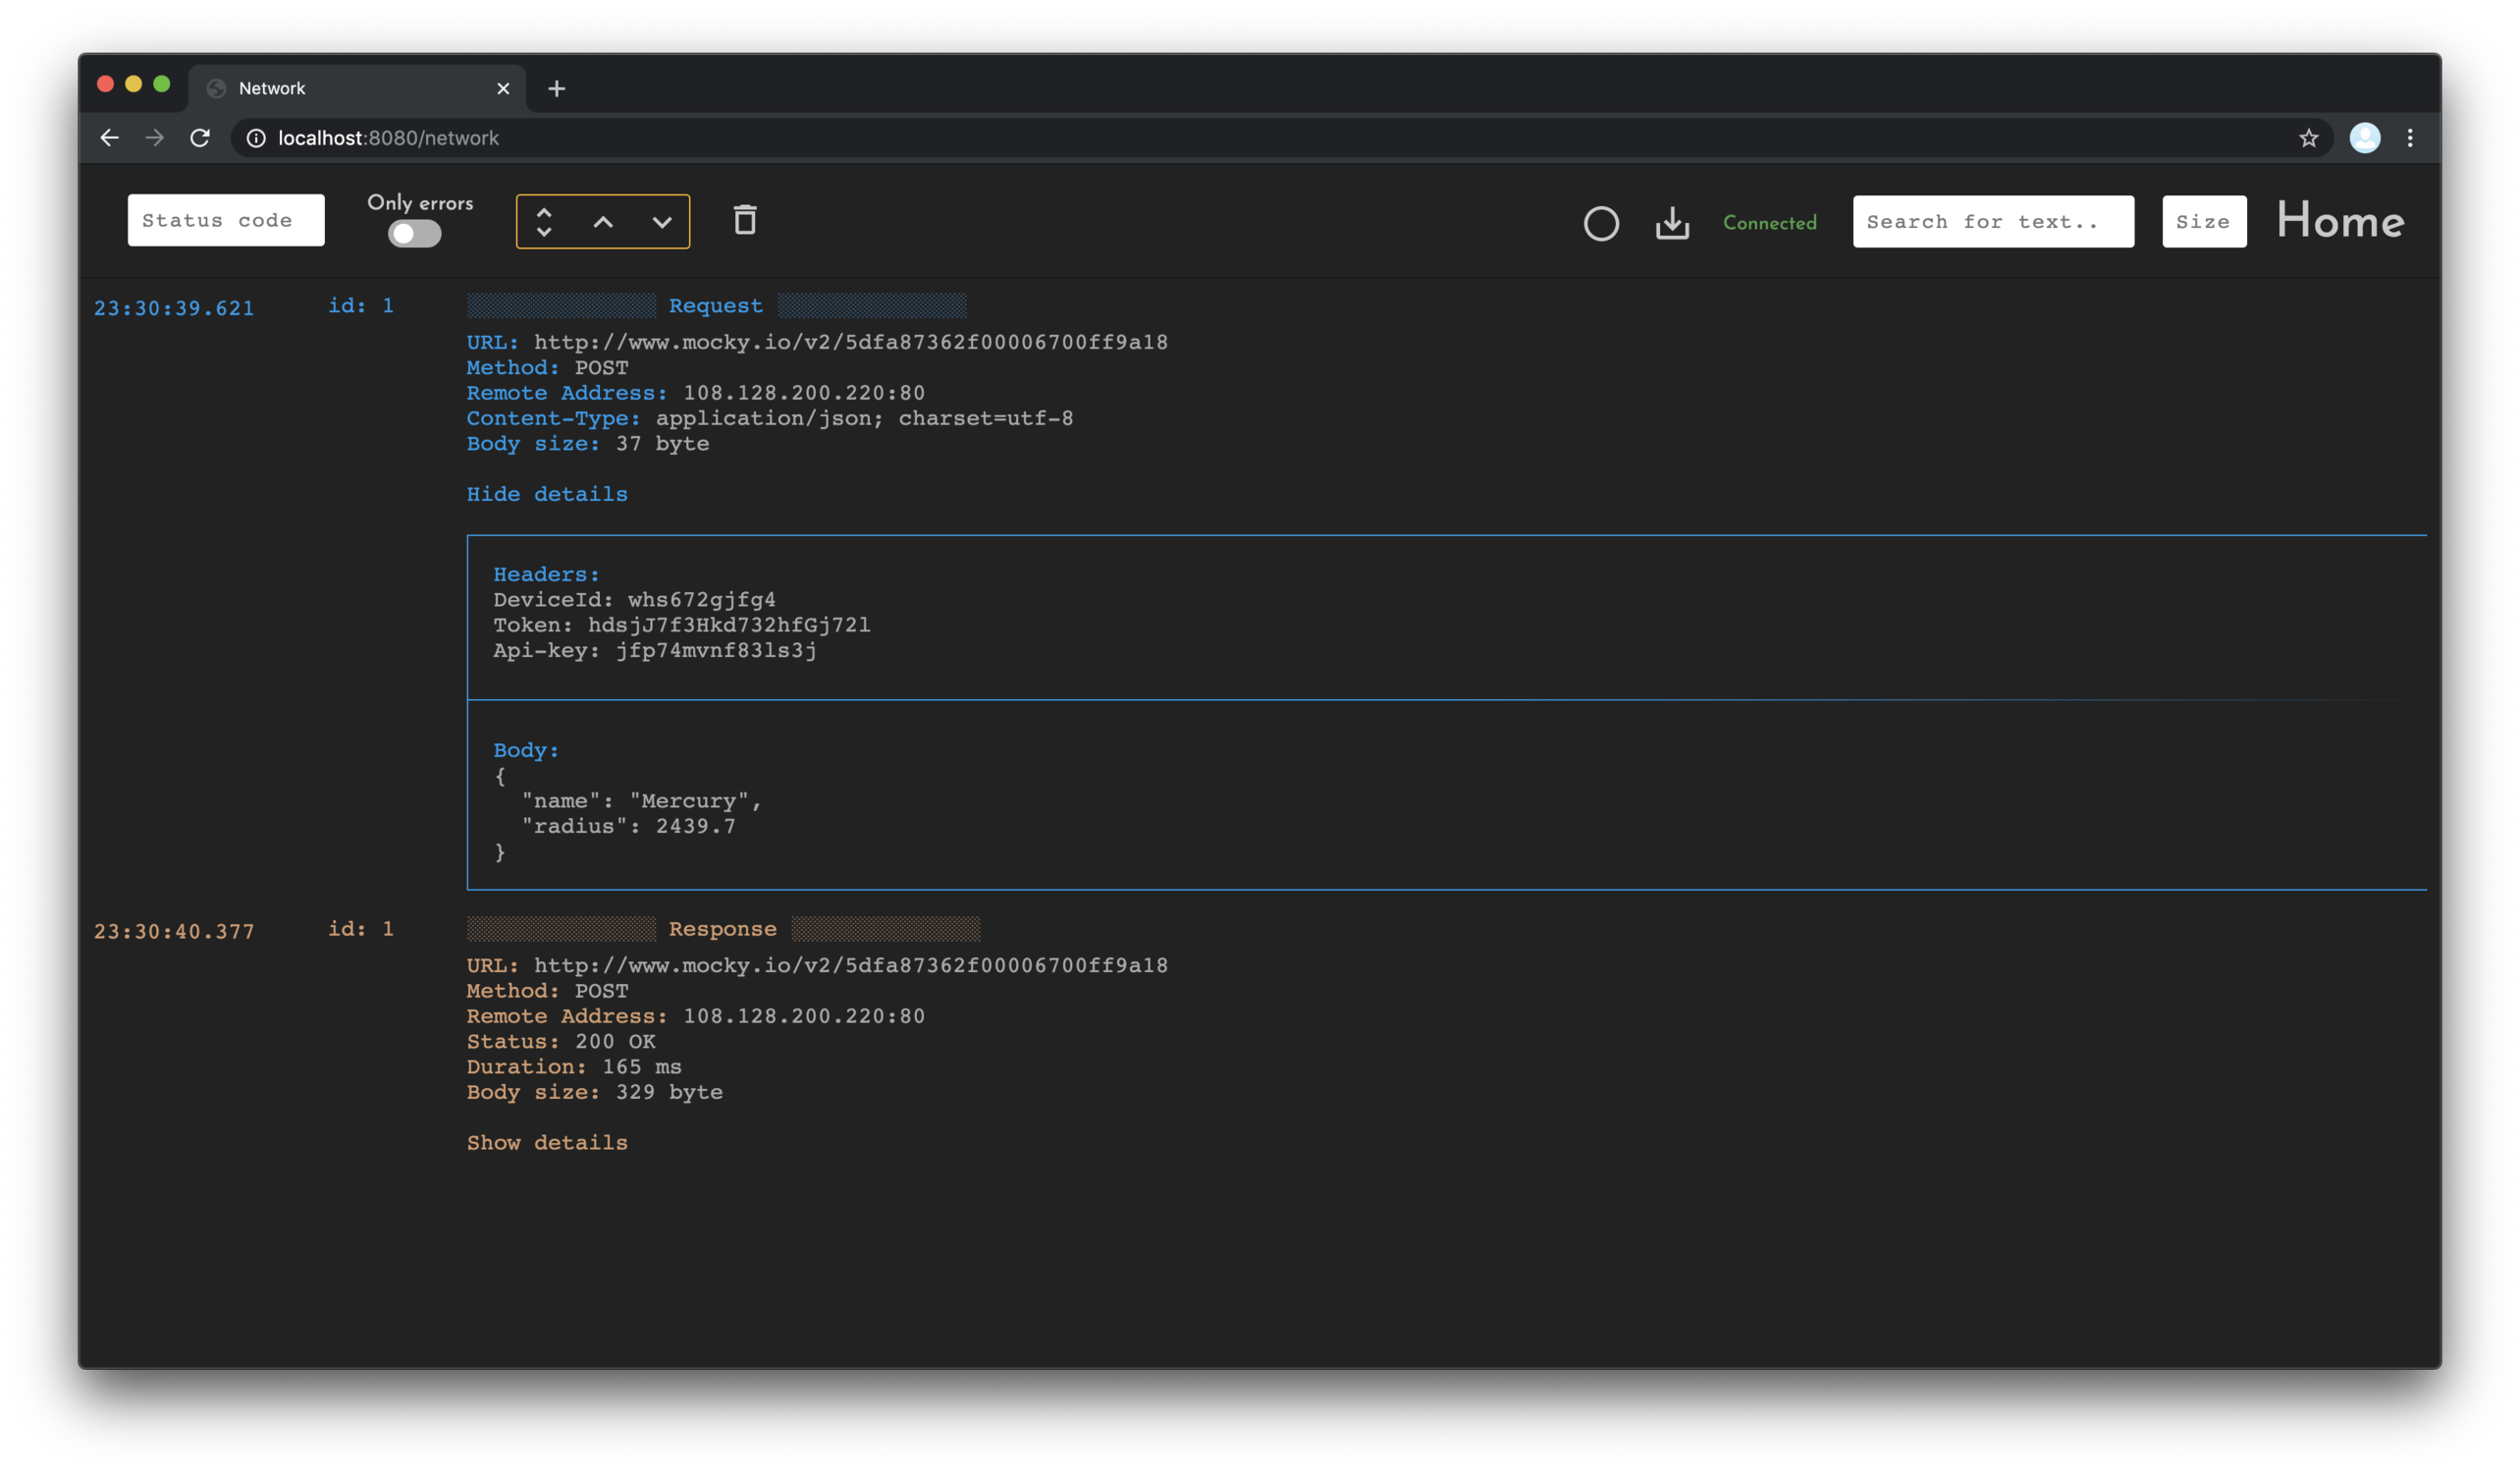 Network
localhost:8080/network
Status code
Only errors
Connected
Search for text..
Size
Home
23:30:39.621 id: 1 ░░░░░░░░░░░░░░ Request ░░░░░░░░░░░░░░
URL: http://www.mocky.io/v2/5dfa87362f00006700ff9a18
Method: POST
Remote Address: 108.128.200.220:80
Content-Type: application/json; charset=utf-8
Body size: 37 byte
Hide details
Headers:
DeviceId: whs672gjfg4
Token: hdsjJ7f3Hkd732hfGj72l
Api-key: jfp74mvnf83ls3j
Body:
{
  "name": "Mercury",
  "radius": 2439.7
}
23:30:40.377 id: 1 ░░░░░░░░░░░░░░ Response ░░░░░░░░░░░░░░
URL: http://www.mocky.io/v2/5dfa87362f00006700ff9a18
Method: POST
Remote Address: 108.128.200.220:80
Status: 200 OK
Duration: 165 ms
Body size: 329 byte
Show details